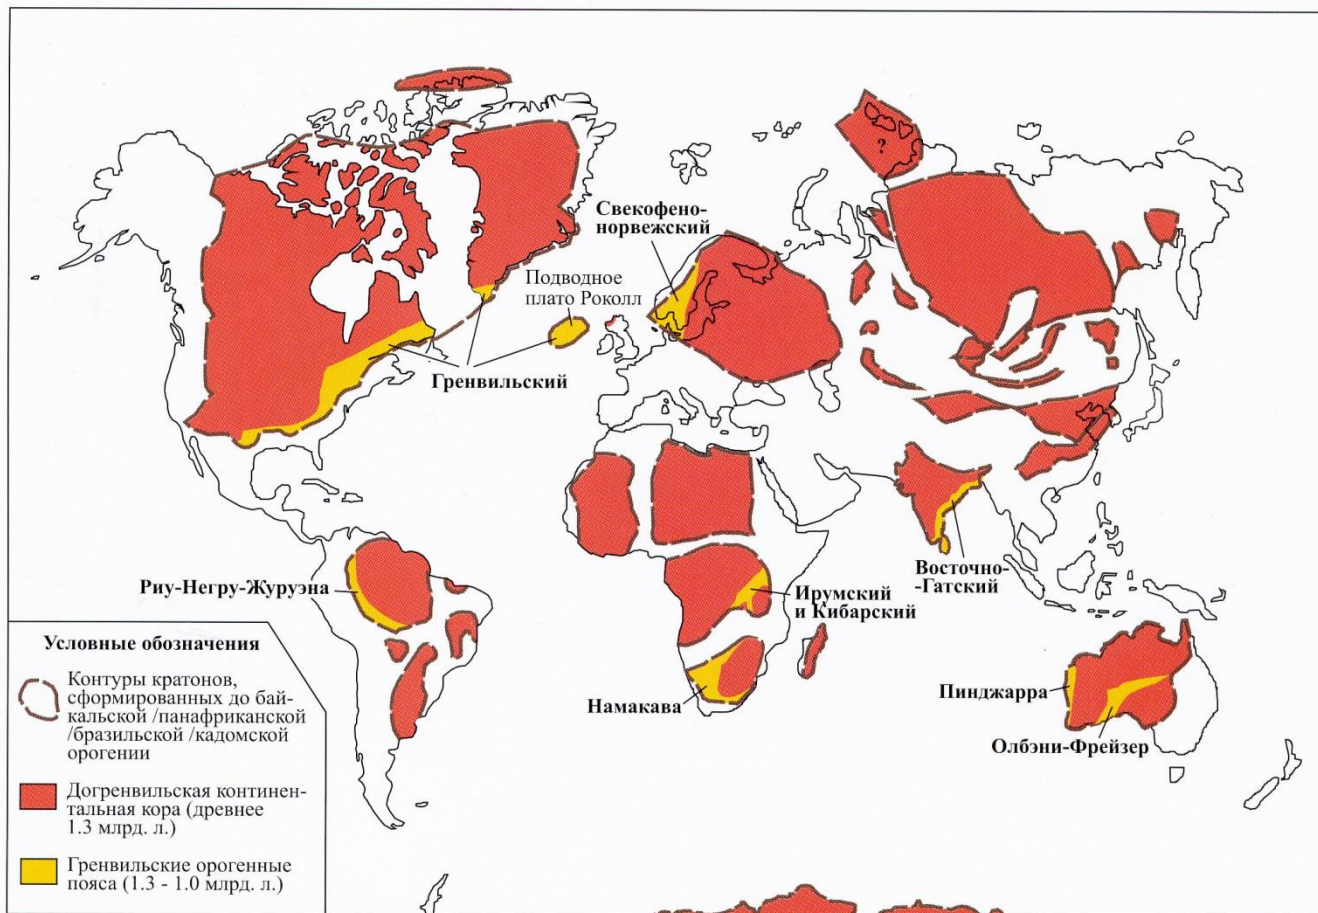 ?
Свекофено-
норвежский
Подводное
плато Роколл
Гренвильский
Риу-Негру-Журуэна
Восточно-
-Гатский
Ирумский
и Кибарский
Намакава
Пинджарра
Олбэни-Фрейзер
Условные обозначения
Контуры кратонов,
сформированных до бай-
кальской /панафриканской
/бразильской /кадомской
орогении
Догренвильская континен-
тальная кора (древнее
1.3 млрд. л.)
Гренвильские орогенные
пояса (1.3 - 1.0 млрд. л.)